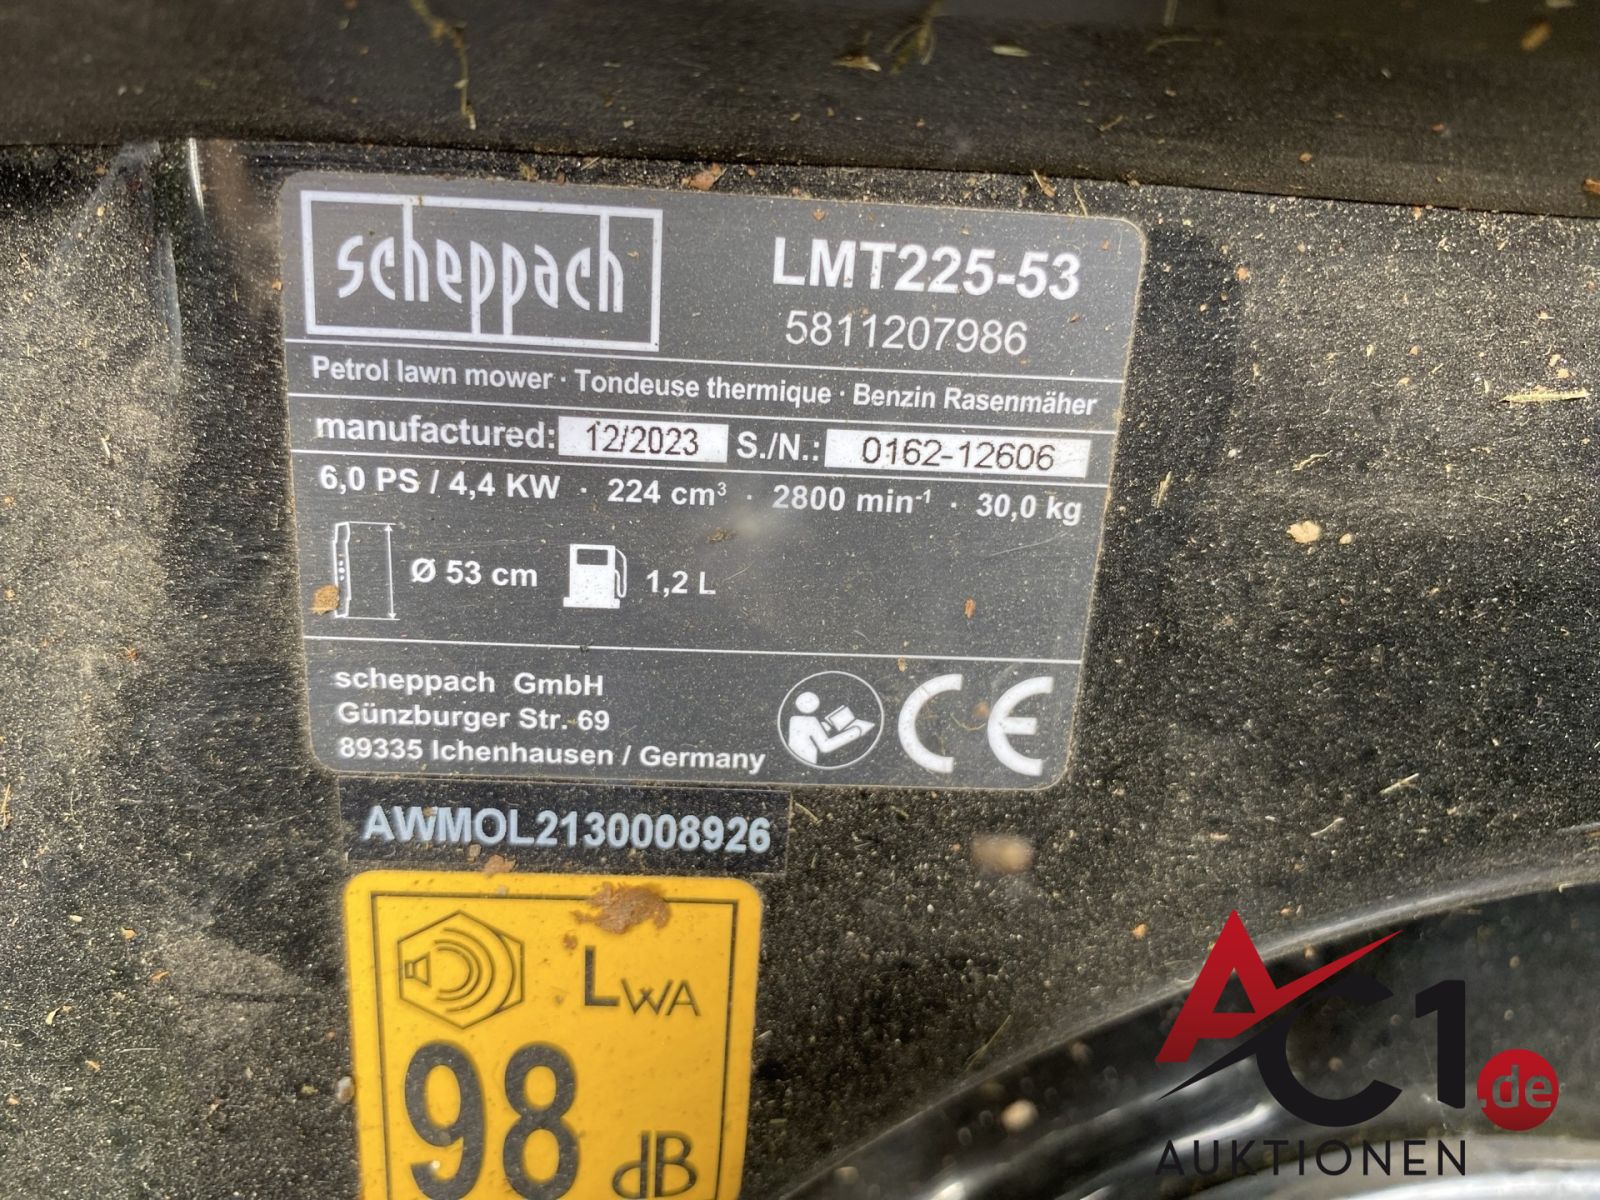 scheppach
LMT225-53
5811207986
Petrol lawn mower · Tondeuse thermique · Benzin Rasenmäher
manufactured: 12/2023 S./N.: 0162-12606
6,0 PS / 4,4 KW · 224 cm³ · 2800 min⁻¹ · 30,0 kg
Ø 53 cm 1,2 L
scheppach GmbH
Günzburger Str. 69
89335 Ichenhausen / Germany
CE
AWMOL2130008926
LWA
98 dB
AC1.de
AUKTIONEN